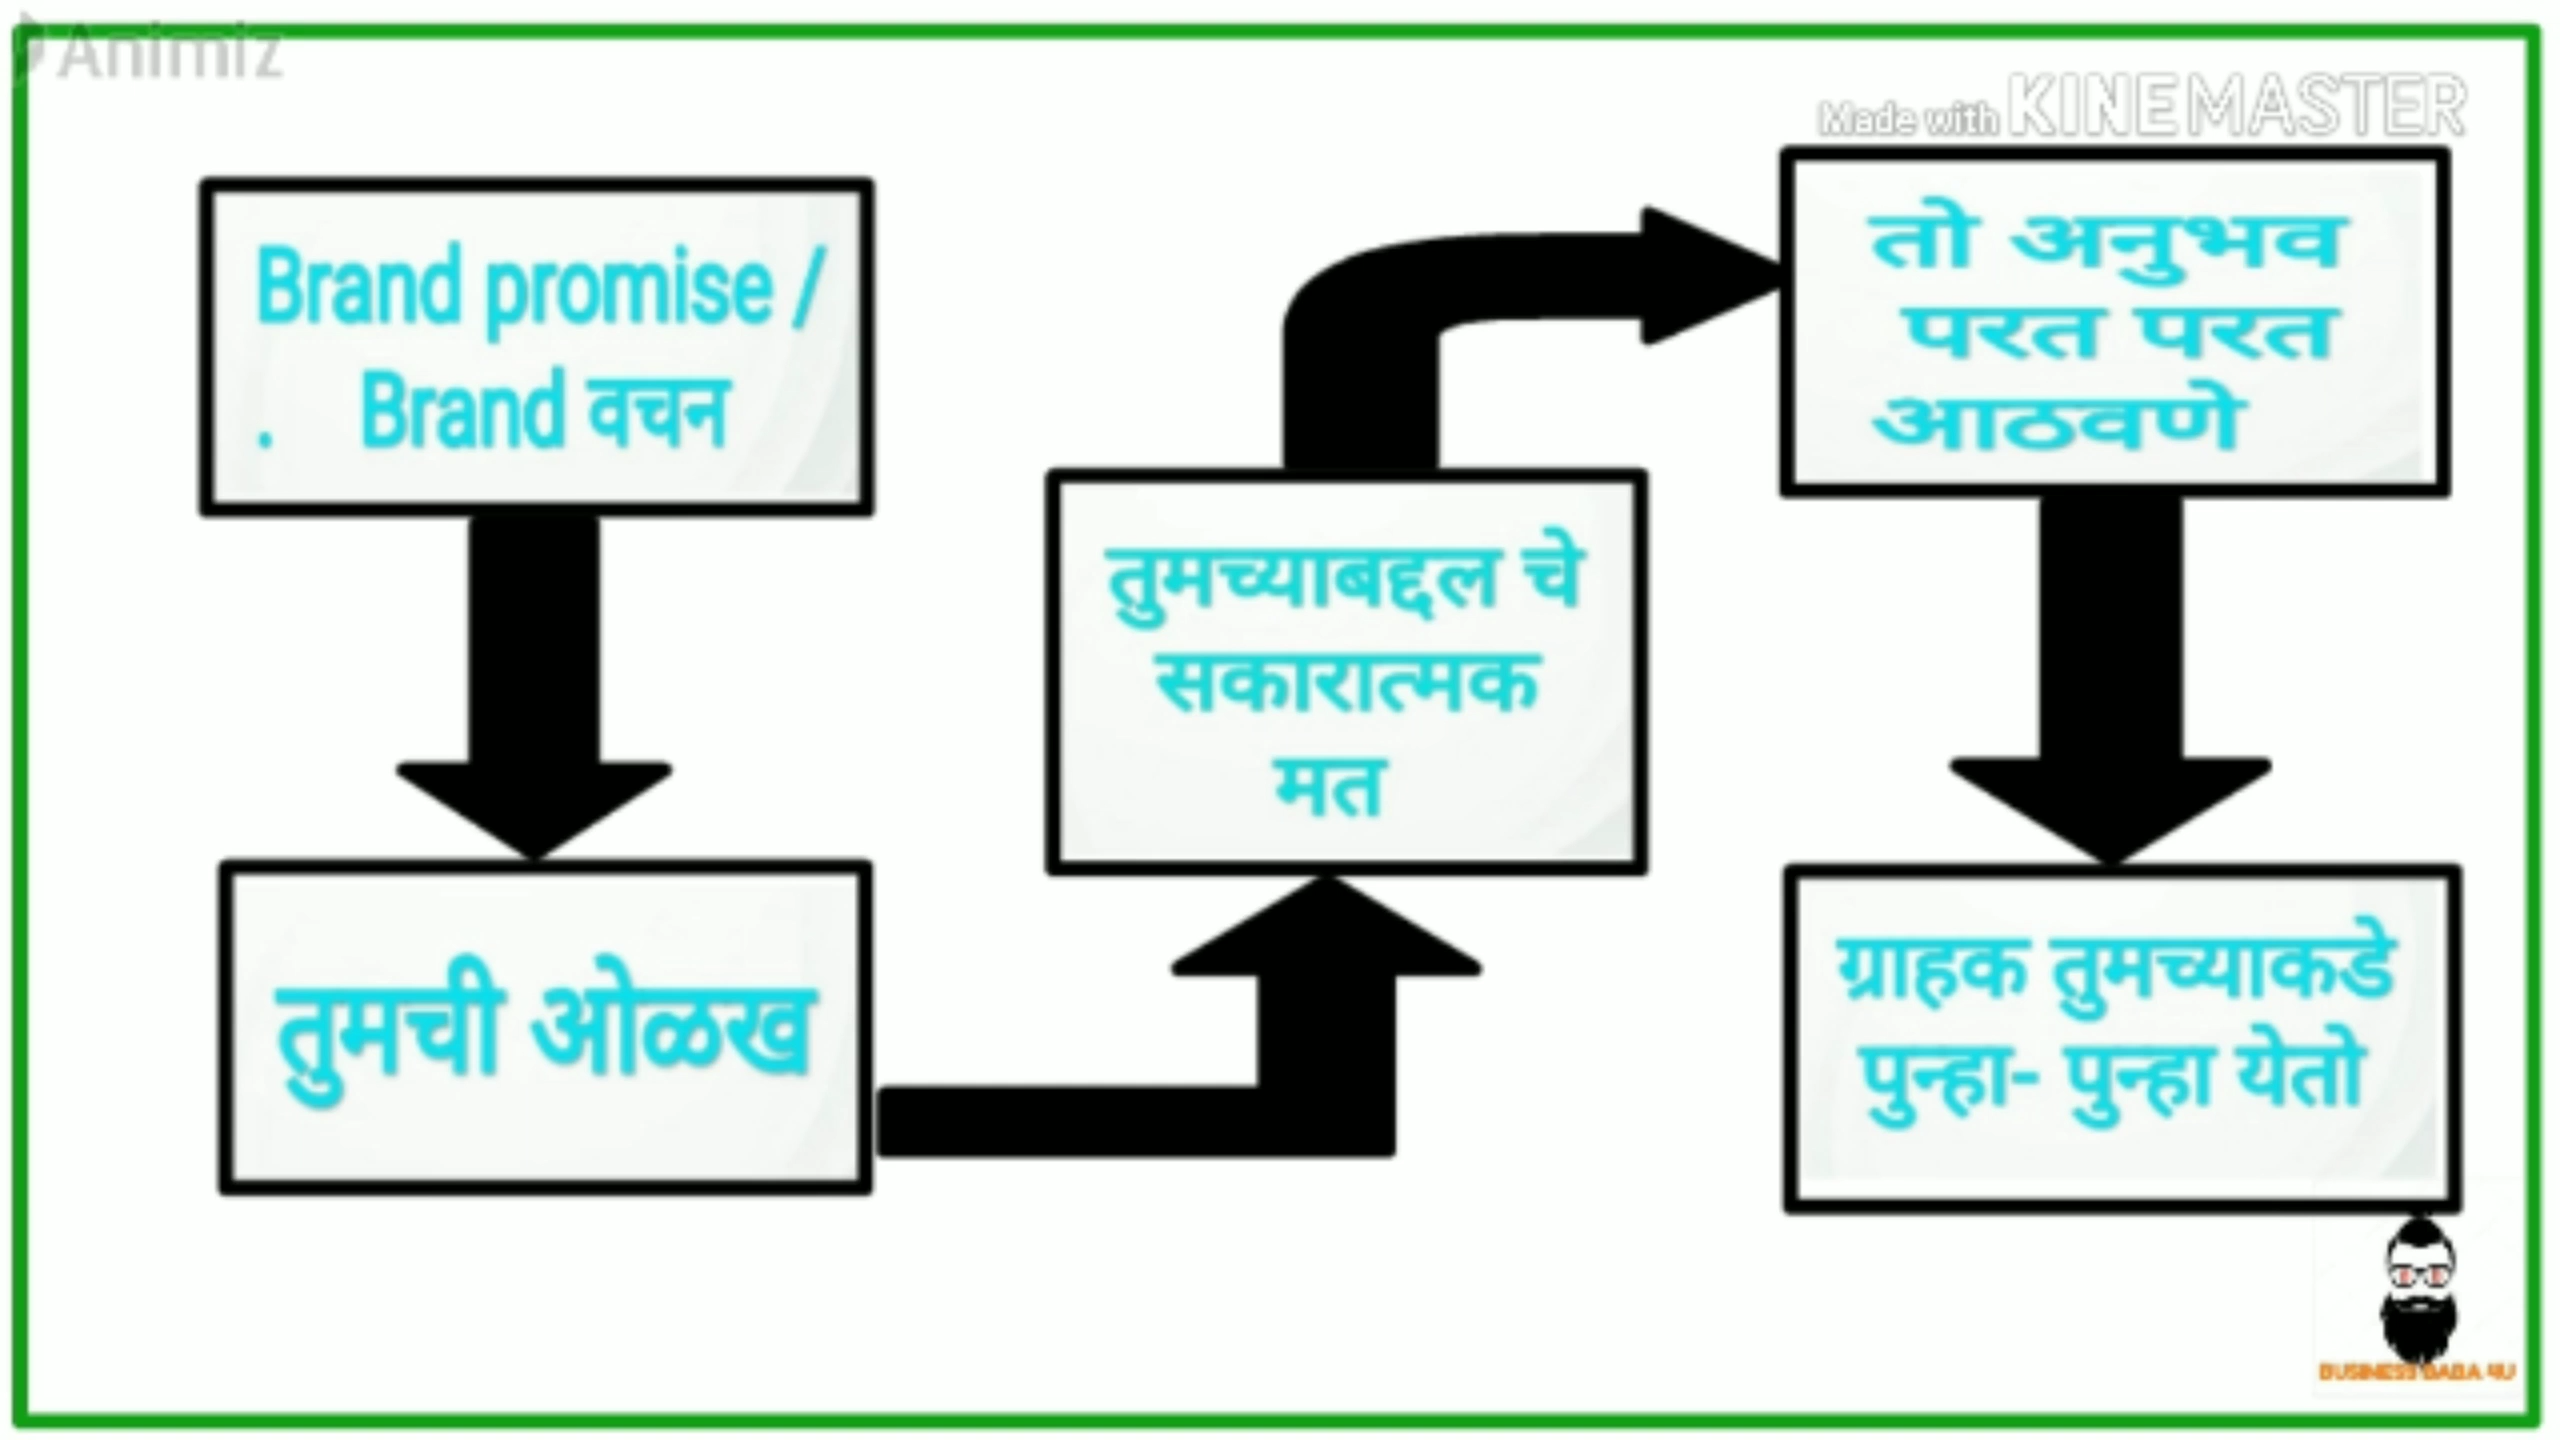 Animiz
Made with KINEMASTER
Brand promise /
. Brand वचन
तुमची ओळख
तुमच्याबद्दल चे
सकारात्मक
मत
तो अनुभव
परत परत
आठवणे
ग्राहक तुमच्याकडे
पुन्हा- पुन्हा येतो
BUSINESS BABA 4U